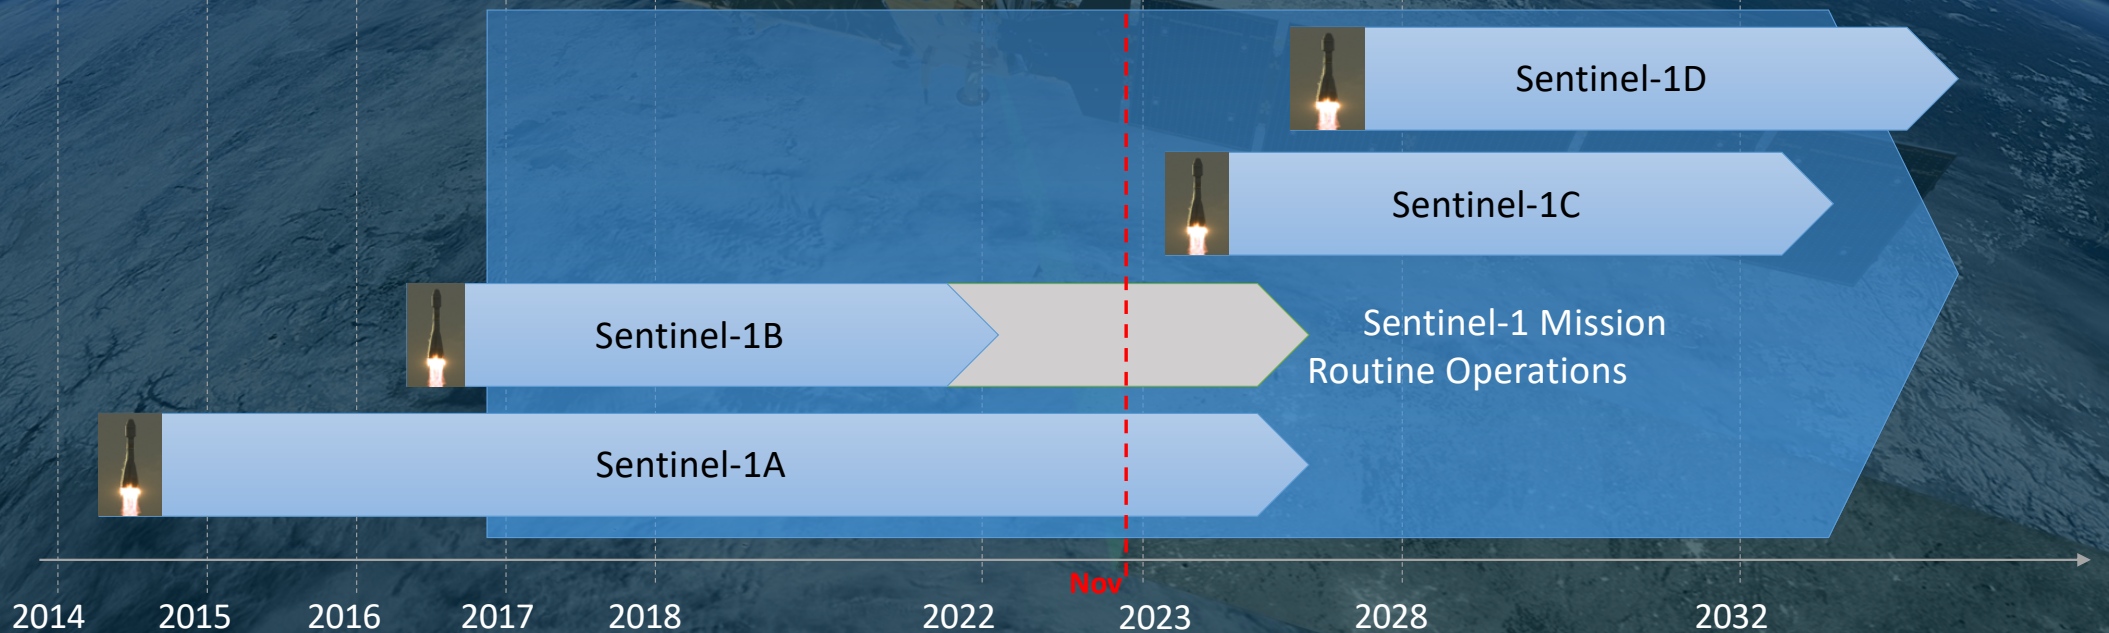 Sentinel-1D
Sentinel-1C
Sentinel-1B
Sentinel-1 Mission
Routine Operations
Sentinel-1A
Nov
2014 2015 2016 2017 2018 2022 2023 2028 2032